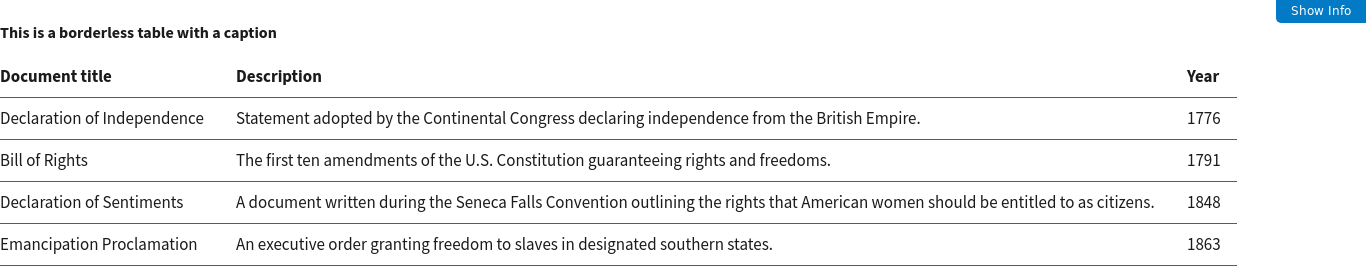 Show Info
This is a borderless table with a caption
Document title Description Year
Declaration of Independence Statement adopted by the Continental Congress declaring independence from the British Empire. 1776
Bill of Rights The first ten amendments of the U.S. Constitution guaranteeing rights and freedoms. 1791
Declaration of Sentiments A document written during the Seneca Falls Convention outlining the rights that American women should be entitled to as citizens. 1848
Emancipation Proclamation An executive order granting freedom to slaves in designated southern states. 1863